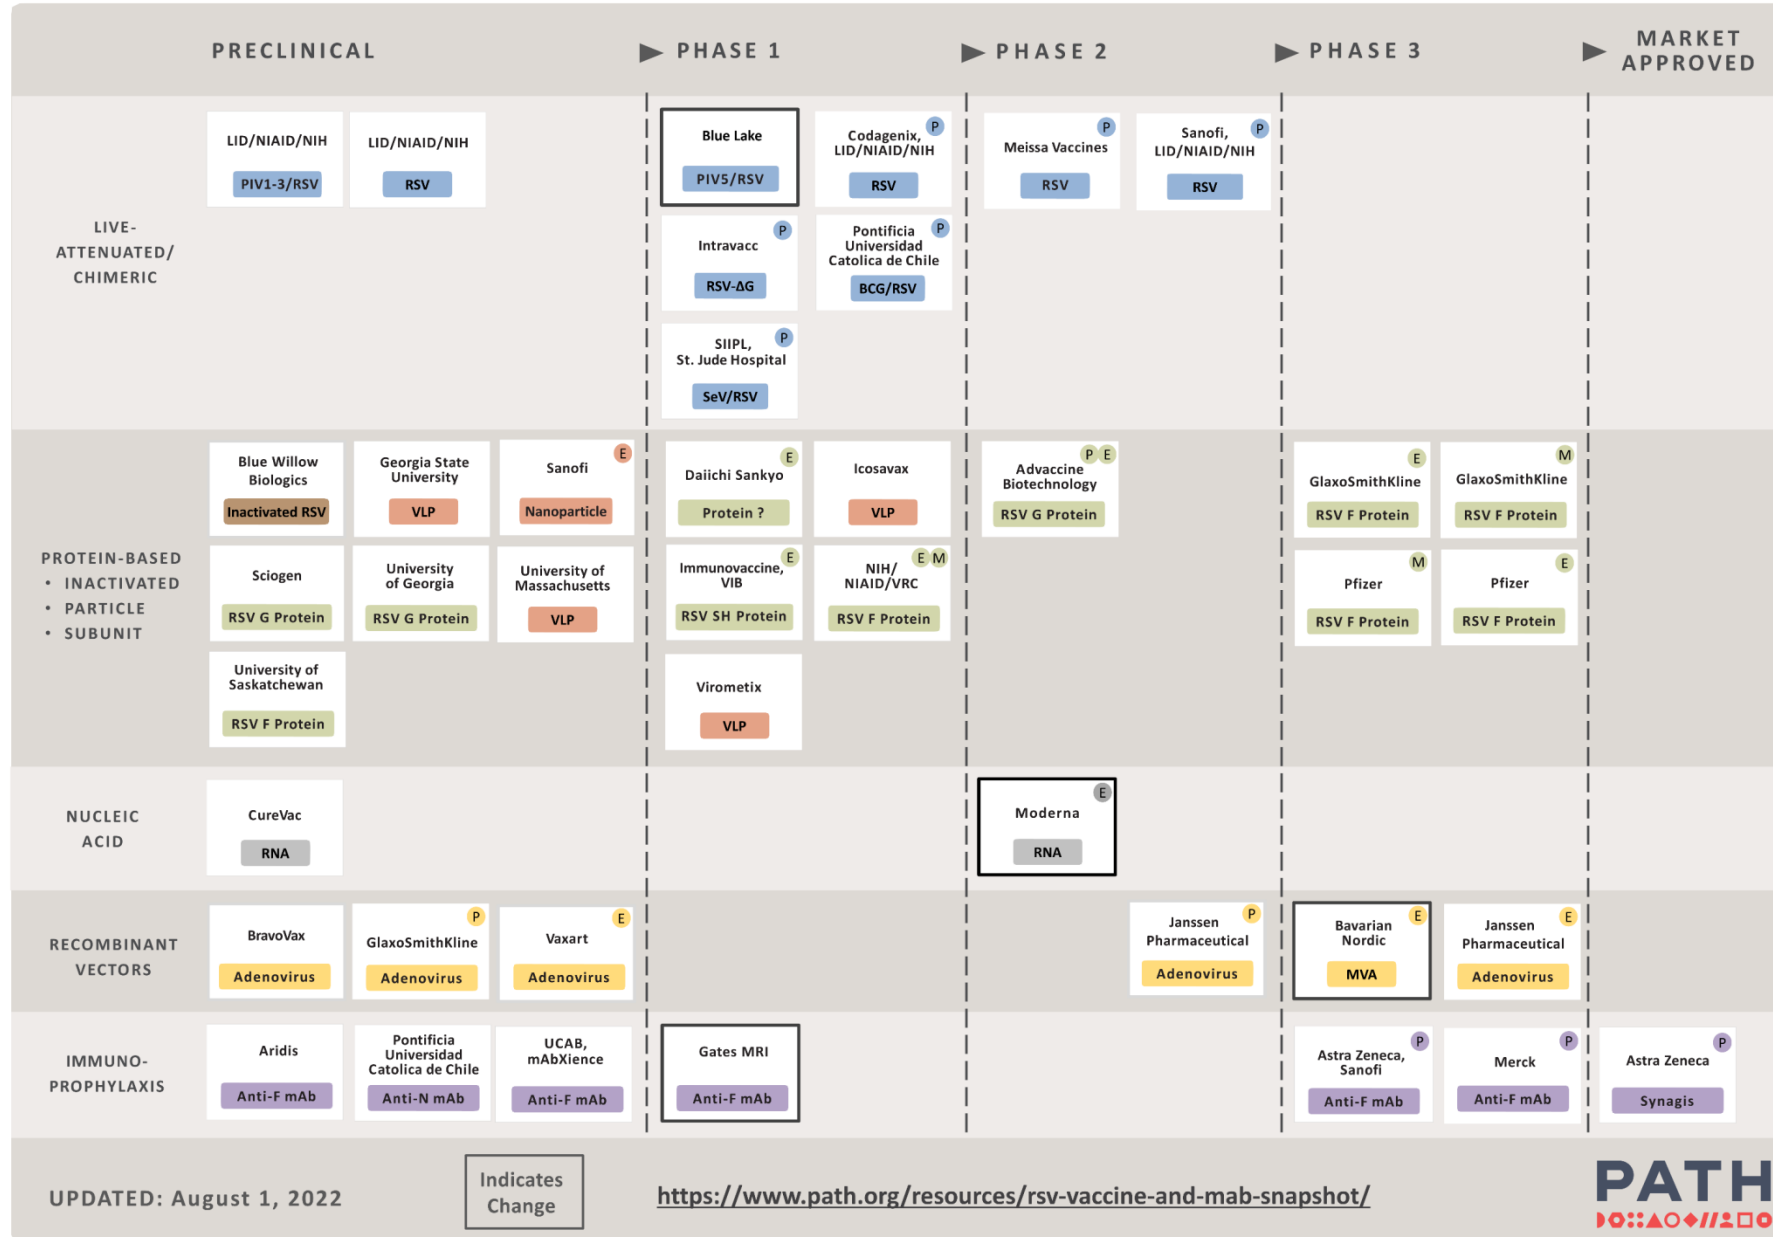 PRECLINICAL
PHASE 1
PHASE 2
PHASE 3
MARKET
APPROVED
LIVE-
ATTENUATED/
CHIMERIC
LID/NIAID/NIH
PIV1-3/RSV
LID/NIAID/NIH
RSV
Blue Lake
PIV5/RSV
P
Codagenix,
LID/NIAID/NIH
RSV
P
Intravacc
RSV-ΔG
P
Pontificia
Universidad
Catolica de Chile
BCG/RSV
P
SIIPL,
St. Jude Hospital
SeV/RSV
P
Meissa Vaccines
RSV
P
Sanofi,
LID/NIAID/NIH
RSV
PROTEIN-BASED
• INACTIVATED
• PARTICLE
• SUBUNIT
Blue Willow
Biologics
Inactivated RSV
Georgia State
University
VLP
E
Sanofi
Nanoparticle
Sciogen
RSV G Protein
University
of Georgia
RSV G Protein
University of
Massachusetts
VLP
University of
Saskatchewan
RSV F Protein
E
Daiichi Sankyo
Protein ?
Icosavax
VLP
E
Immunovaccine,
VIB
RSV SH Protein
E M
NIH/
NIAID/VRC
RSV F Protein
Virometix
VLP
P E
Advaccine
Biotechnology
RSV G Protein
E
GlaxoSmithKline
RSV F Protein
M
GlaxoSmithKline
RSV F Protein
M
Pfizer
RSV F Protein
E
Pfizer
RSV F Protein
NUCLEIC
ACID
CureVac
RNA
E
Moderna
RNA
RECOMBINANT
VECTORS
BravoVax
Adenovirus
P
GlaxoSmithKline
Adenovirus
E
Vaxart
Adenovirus
P
Janssen
Pharmaceutical
Adenovirus
E
Bavarian
Nordic
MVA
E
Janssen
Pharmaceutical
Adenovirus
IMMUNO-
PROPHYLAXIS
Aridis
Anti-F mAb
Pontificia
Universidad
Catolica de Chile
Anti-N mAb
UCAB,
mAbXience
Anti-F mAb
Gates MRI
Anti-F mAb
P
Astra Zeneca,
Sanofi
Anti-F mAb
P
Merck
Anti-F mAb
P
Astra Zeneca
Synagis
UPDATED: August 1, 2022
Indicates
Change
https://www.path.org/resources/rsv-vaccine-and-mab-snapshot/
PATH